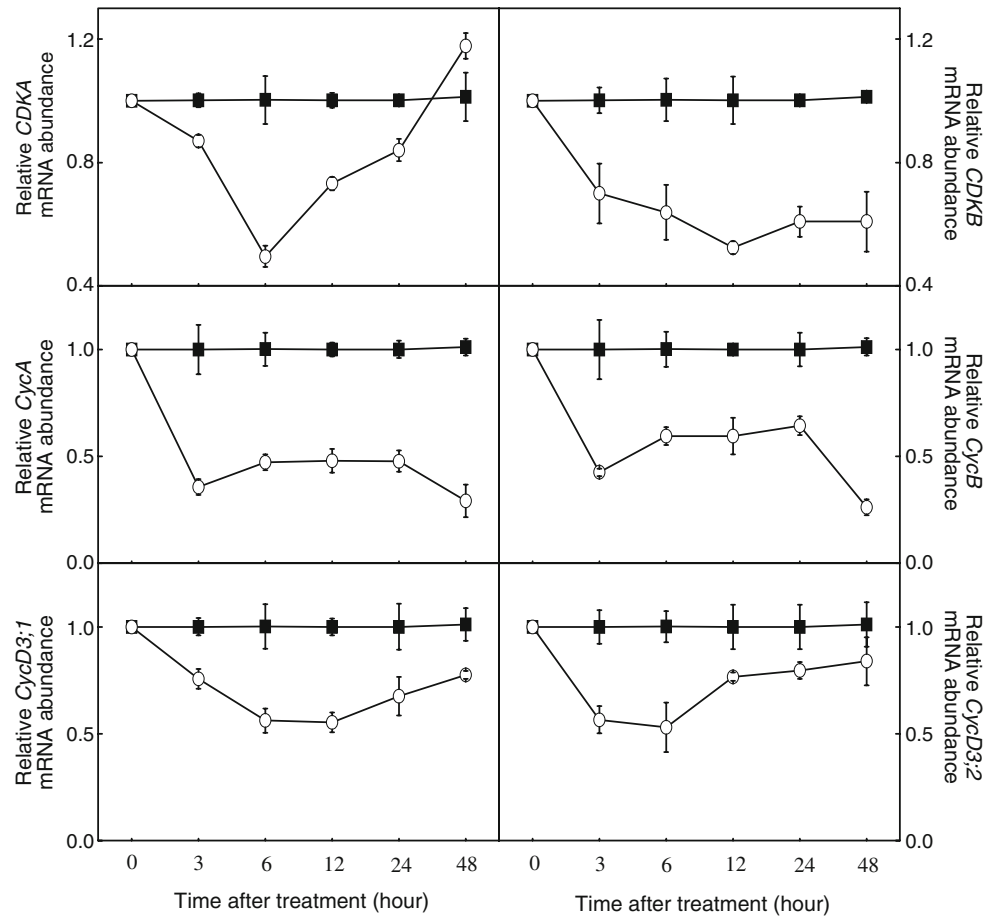 Relative CDKA
mRNA abundance
1.2
0.8
0.4
1.2
0.8
0.4
Relative CDKB
mRNA abundance
Relative CycA
mRNA abundance
1.0
0.5
0.0
1.0
0.5
0.0
Relative CycB
mRNA abundance
Relative CycD3;1
mRNA abundance
1.0
0.5
0.0
1.0
0.5
0.0
Relative CycD3;2
mRNA abundance
0 3 6 12 24 48
0 3 6 12 24 48
Time after treatment (hour)
Time after treatment (hour)